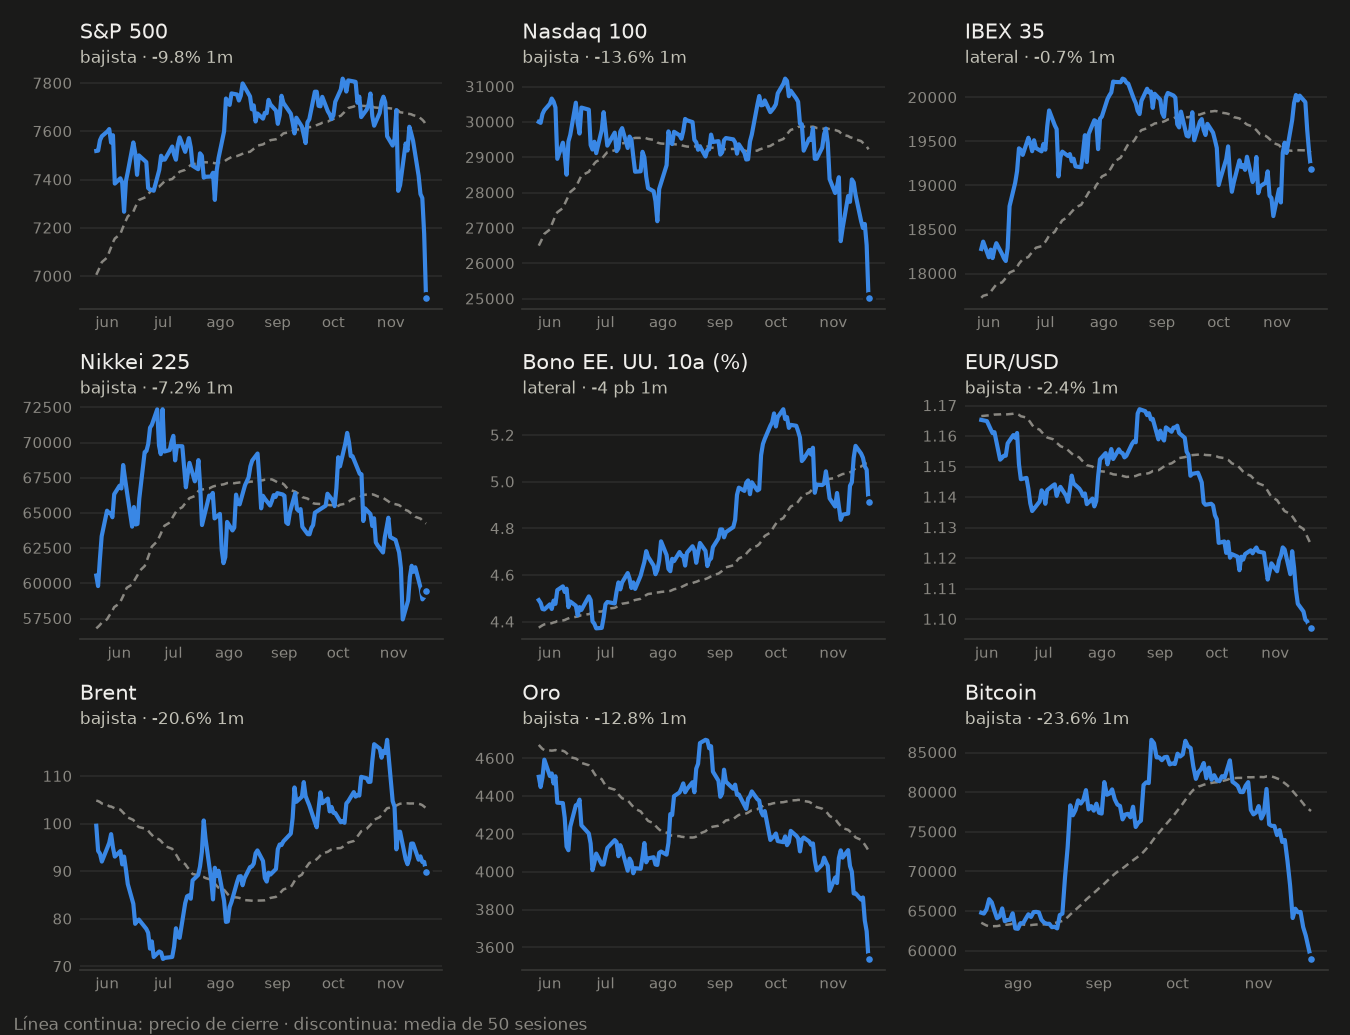 S&P 500
bajista · -9.8% 1m
7800
7600
7400
7200
7000
jun jul ago sep oct nov
Nasdaq 100
bajista · -13.6% 1m
31000
30000
29000
28000
27000
26000
25000
jun jul ago sep oct nov
IBEX 35
lateral · -0.7% 1m
20000
19500
19000
18500
18000
jun jul ago sep oct nov
Nikkei 225
bajista · -7.2% 1m
72500
70000
67500
65000
62500
60000
57500
jun jul ago sep oct nov
Bono EE. UU. 10a (%)
lateral · -4 pb 1m
5.2
5.0
4.8
4.6
4.4
jun jul ago sep oct nov
EUR/USD
bajista · -2.4% 1m
1.17
1.16
1.15
1.14
1.13
1.12
1.11
1.10
jun jul ago sep oct nov
Brent
bajista · -20.6% 1m
110
100
90
80
70
jun jul ago sep oct nov
Oro
bajista · -12.8% 1m
4600
4400
4200
4000
3800
3600
jun jul ago sep oct nov
Bitcoin
bajista · -23.6% 1m
85000
80000
75000
70000
65000
60000
ago sep oct nov
Línea continua: precio de cierre · discontinua: media de 50 sesiones